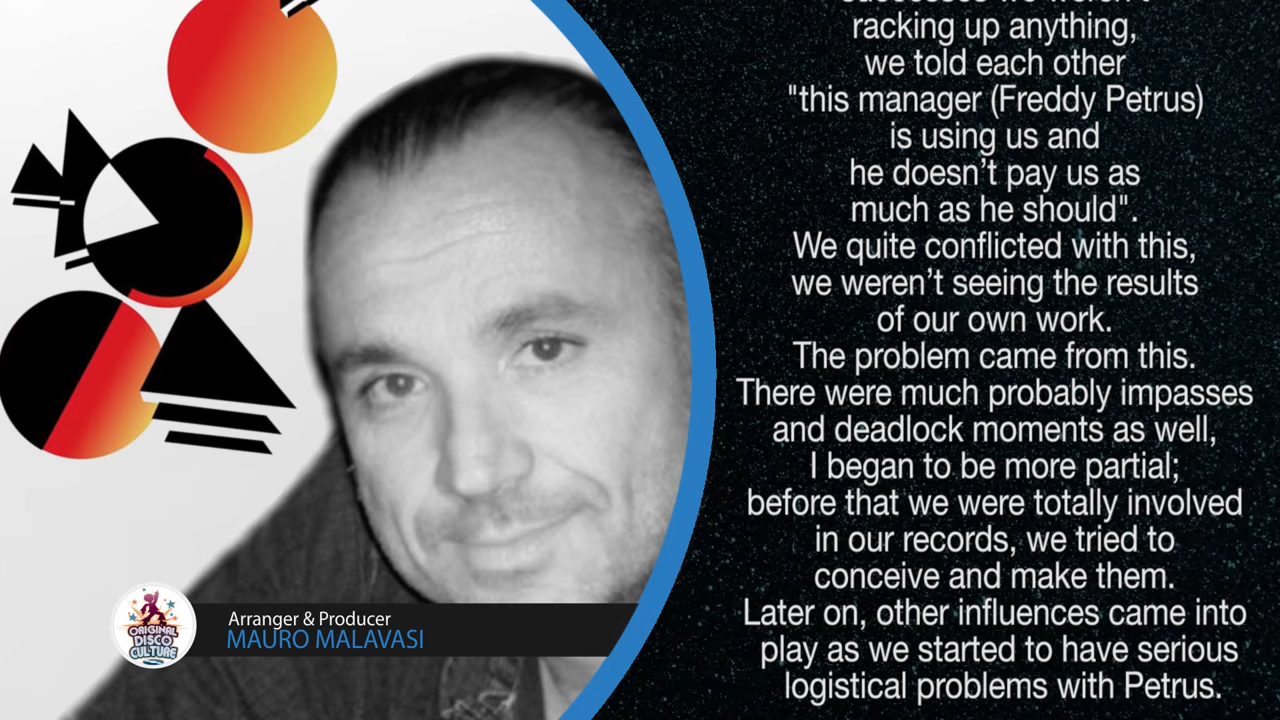 Arranger & Producer
MAURO MALAVASI
ORIGINAL
DISCO
CULTURE
successes we weren't
racking up anything,
we told each other
"this manager (Freddy Petrus)
is using us and
he doesn't pay us as
much as he should".
We quite conflicted with this,
we weren't seeing the results
of our own work.
The problem came from this.
There were much probably impasses
and deadlock moments as well,
I began to be more partial;
before that we were totally involved
in our records, we tried to
conceive and make them.
Later on, other influences came into
play as we started to have serious
logistical problems with Petrus.